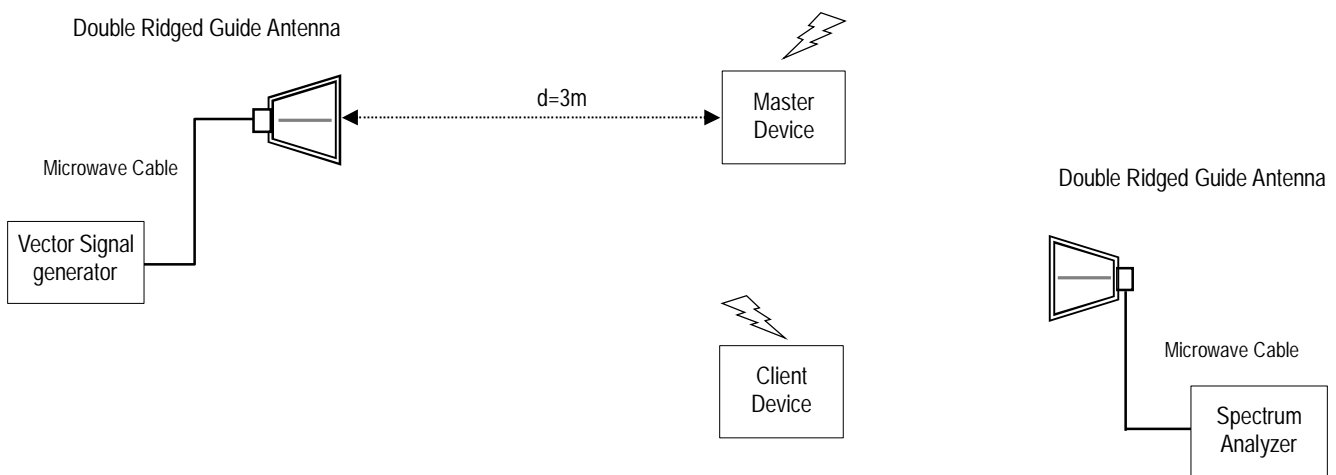 Double Ridged Guide Antenna
d=3m
Master
Device
Microwave Cable
Double Ridged Guide Antenna
Vector Signal
generator
Client
Device
Microwave Cable
Spectrum
Analyzer